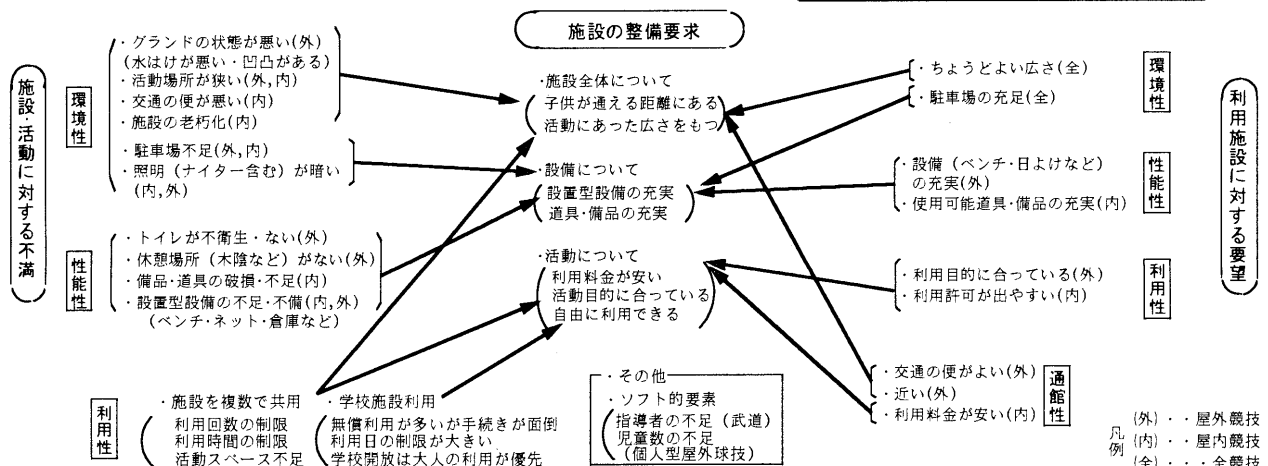 施設の整備要求
施設・活動に対する不満
環境性
・グランドの状態が悪い(外)
(水はけが悪い・凹凸がある)
・活動場所が狭い(外,内)
・交通の便が悪い(内)
・施設の老朽化(内)
・駐車場不足(外,内)
・照明(ナイター含む)が暗い
(内,外)
性能性
・トイレが不衛生・ない(外)
・休憩場所(木陰など)がない(外)
・備品・道具の破損・不足(内)
・設置型設備の不足・不備(内,外)
(ベンチ・ネット・倉庫など)
利用性
・施設を複数で共用
利用回数の制限
利用時間の制限
活動スペース不足
・学校施設利用
無償利用が多いが手続きが面倒
利用日の制限が大きい
学校開放は大人の利用が優先
・施設全体について
子供が通える距離にある
活動にあった広さをもつ
・設備について
設置型設備の充実
道具・備品の充実
・活動について
利用料金が安い
活動目的に合っている
自由に利用できる
・その他
・ソフト的要素
指導者の不足(武道)
児童数の不足
(個人型屋外球技)
利用施設に対する要望
環境性
・ちょうどよい広さ(全)
・駐車場の充足(全)
性能性
・設備(ベンチ・日よけなど)
の充実(外)
・使用可能道具・備品の充実(内)
利用性
・利用目的に合っている(外)
・利用許可が出やすい(内)
通館性
・交通の便がよい(外)
・近い(外)
・利用料金が安い(内)
凡例
(外)・・屋外競技
(内)・・屋内競技
(全)・・・全競技